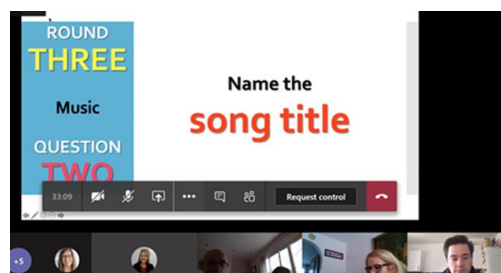 ROUND
THREE
Music
QUESTION
TWO
Name the
song title
33:09
Request control
+5